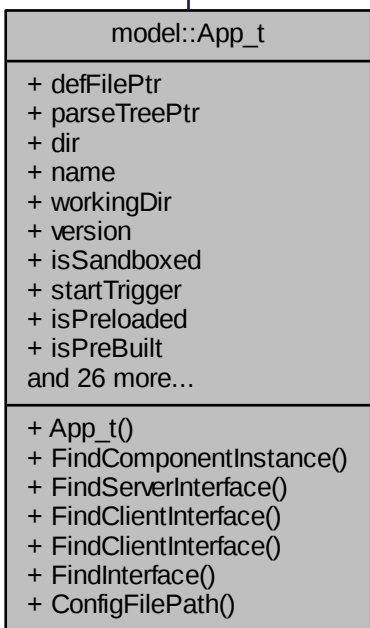 model::App_t
+ defFilePtr
+ parseTreePtr
+ dir
+ name
+ workingDir
+ version
+ isSandboxed
+ startTrigger
+ isPreloaded
+ isPreBuilt
and 26 more...
+ App_t()
+ FindComponentInstance()
+ FindServerInterface()
+ FindClientInterface()
+ FindClientInterface()
+ FindInterface()
+ ConfigFilePath()